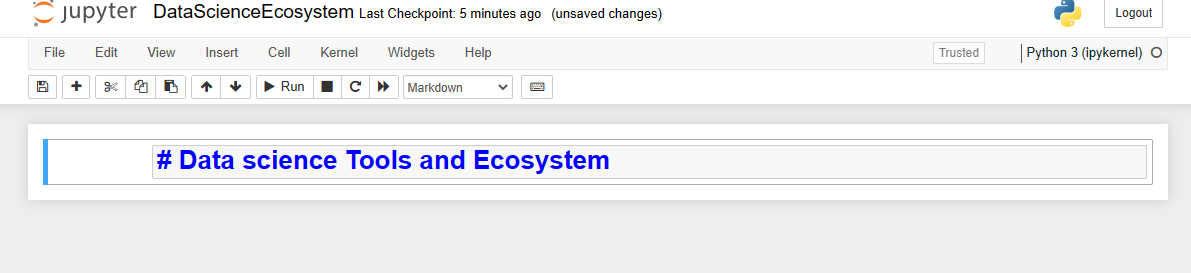 jupyter DataScienceEcosystem Last Checkpoint: 5 minutes ago (unsaved changes) Logout
File Edit View Insert Cell Kernel Widgets Help Trusted Python 3 (ipykernel)
Run Markdown
# Data science Tools and Ecosystem